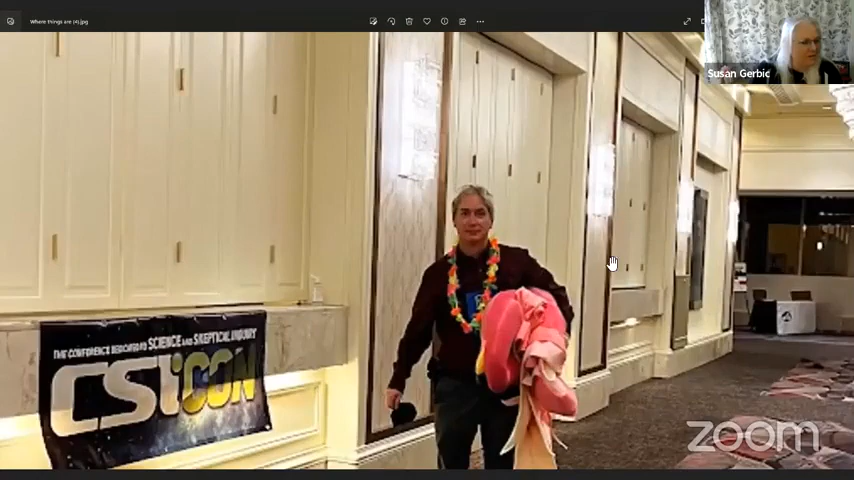 Where things are (4).jpg
Susan Gerbic
THE CONFERENCE DEDICATED TO SCIENCE AND SKEPTICAL INQUIRY
CSICON
zoom